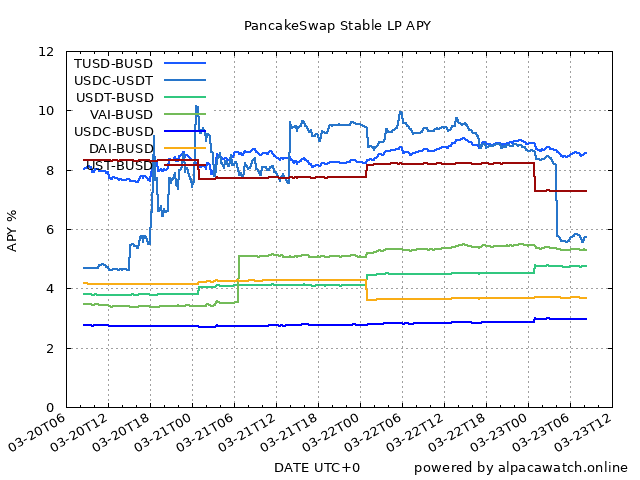 PancakeSwap Stable LP APY
12
10
8
6
4
2
0
APY %
TUSD-BUSD
USDC-USDT
USDT-BUSD
VAI-BUSD
USDC-BUSD
DAI-BUSD
UST-BUSD
03-20T06
03-20T12
03-20T18
03-21T00
03-21T06
03-21T12
03-21T18
03-22T00
03-22T06
03-22T12
03-22T18
03-23T00
03-23T06
03-23T12
DATE UTC+0
powered by alpacawatch.online